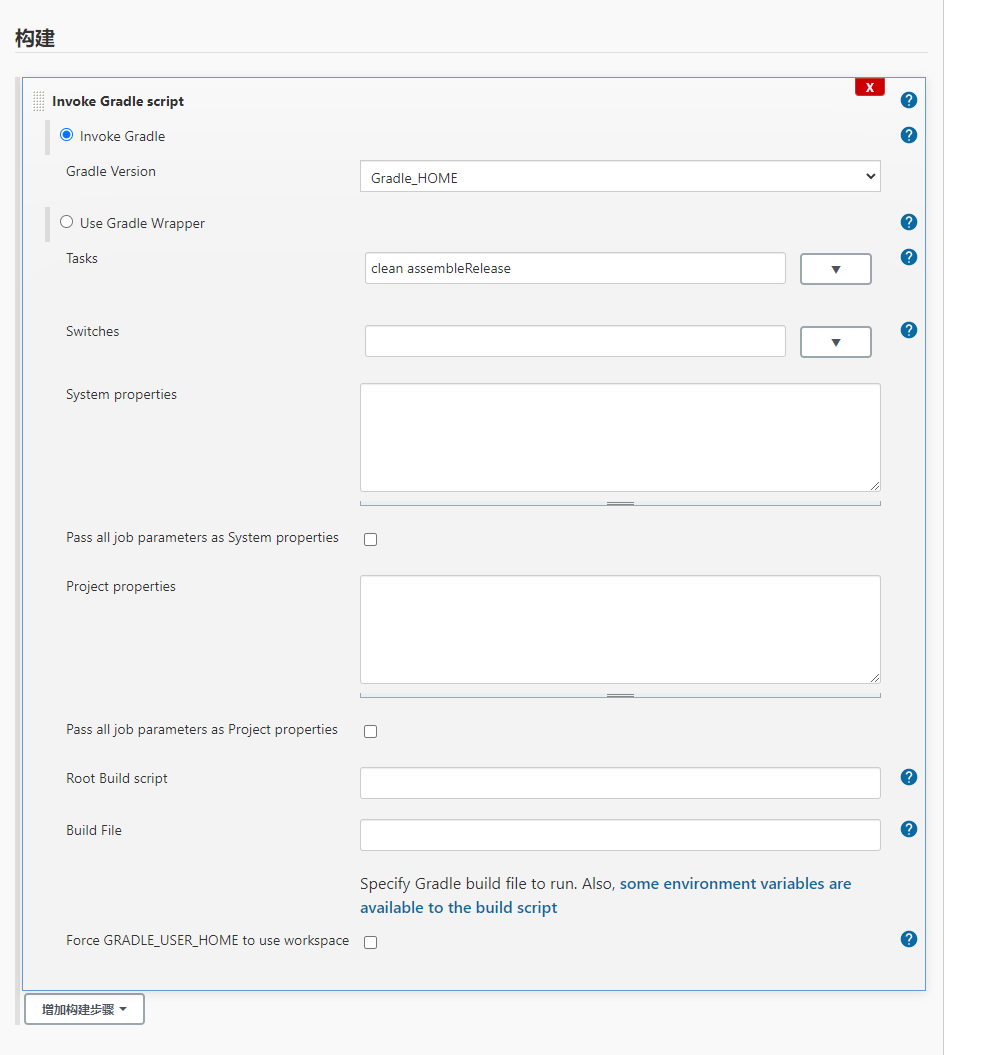 构建
Invoke Gradle script
X
?
Invoke Gradle
?
Gradle Version
Gradle_HOME
Use Gradle Wrapper
?
Tasks
clean assembleRelease
?
Switches
?
System properties
Pass all job parameters as System properties
Project properties
Pass all job parameters as Project properties
Root Build script
?
Build File
?
Specify Gradle build file to run. Also, some environment variables are
available to the build script
Force GRADLE_USER_HOME to use workspace
?
增加构建步骤